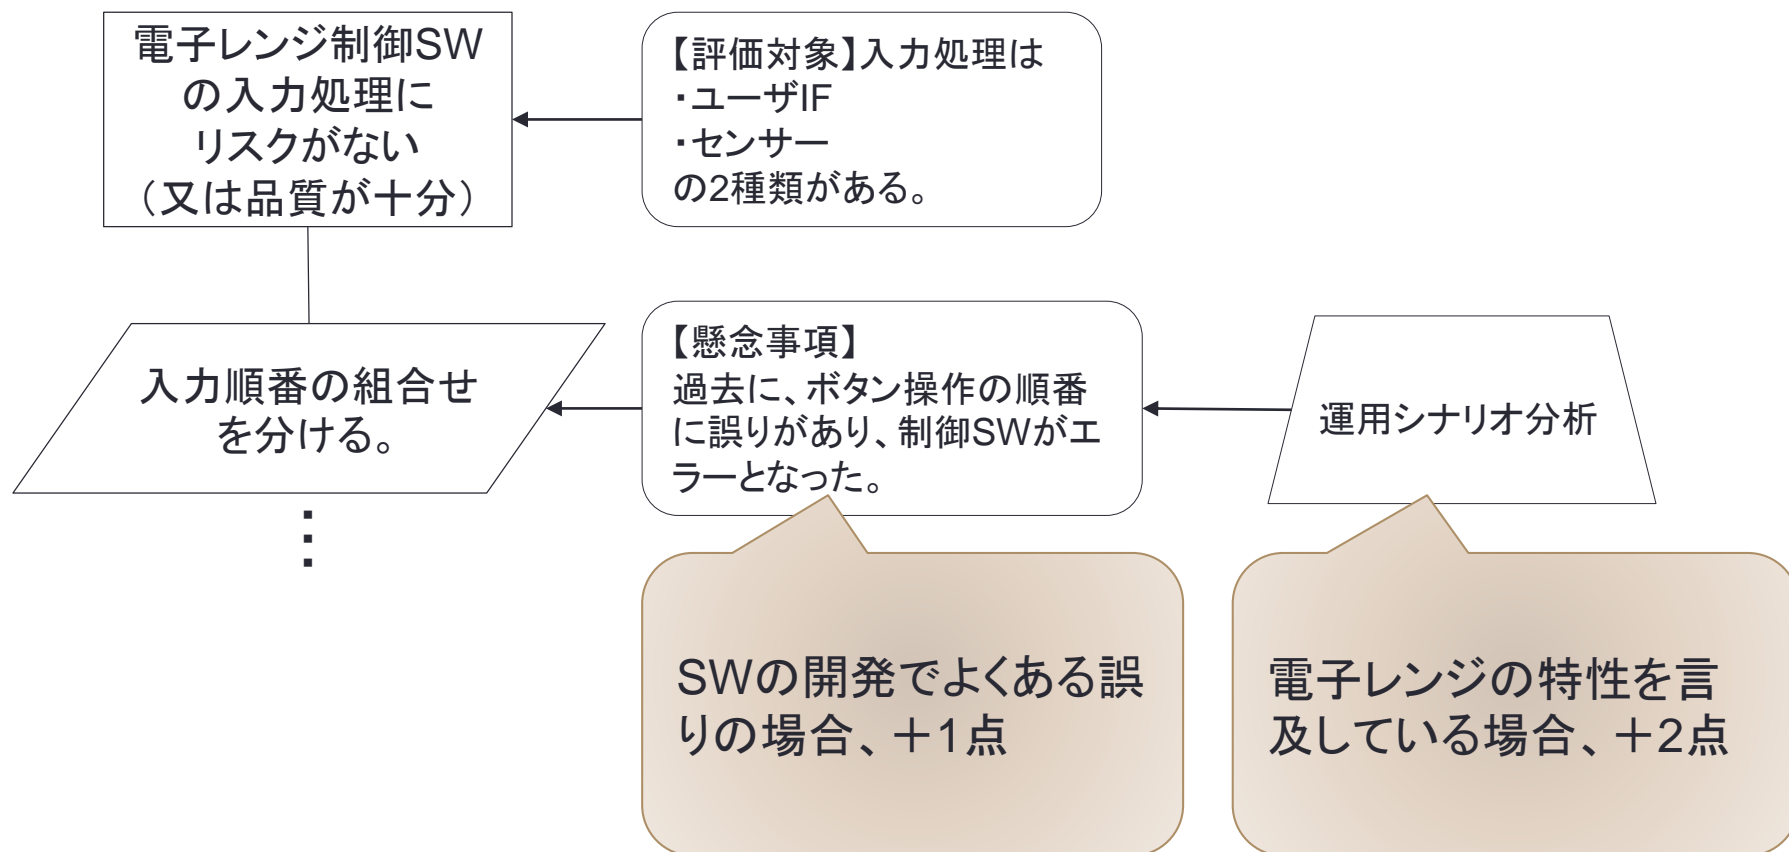 電子レンジ制御SW
の入力処理に
リスクがない
（又は品質が十分）
【評価対象】入力処理は
・ユーザIF
・センサー
の2種類がある。
入力順番の組合せ
を分ける。
【懸念事項】
過去に、ボタン操作の順番
に誤りがあり、制御SWがエ
ラーとなった。
運用シナリオ分析
SWの開発でよくある誤
りの場合、＋1点
電子レンジの特性を言
及している場合、＋2点